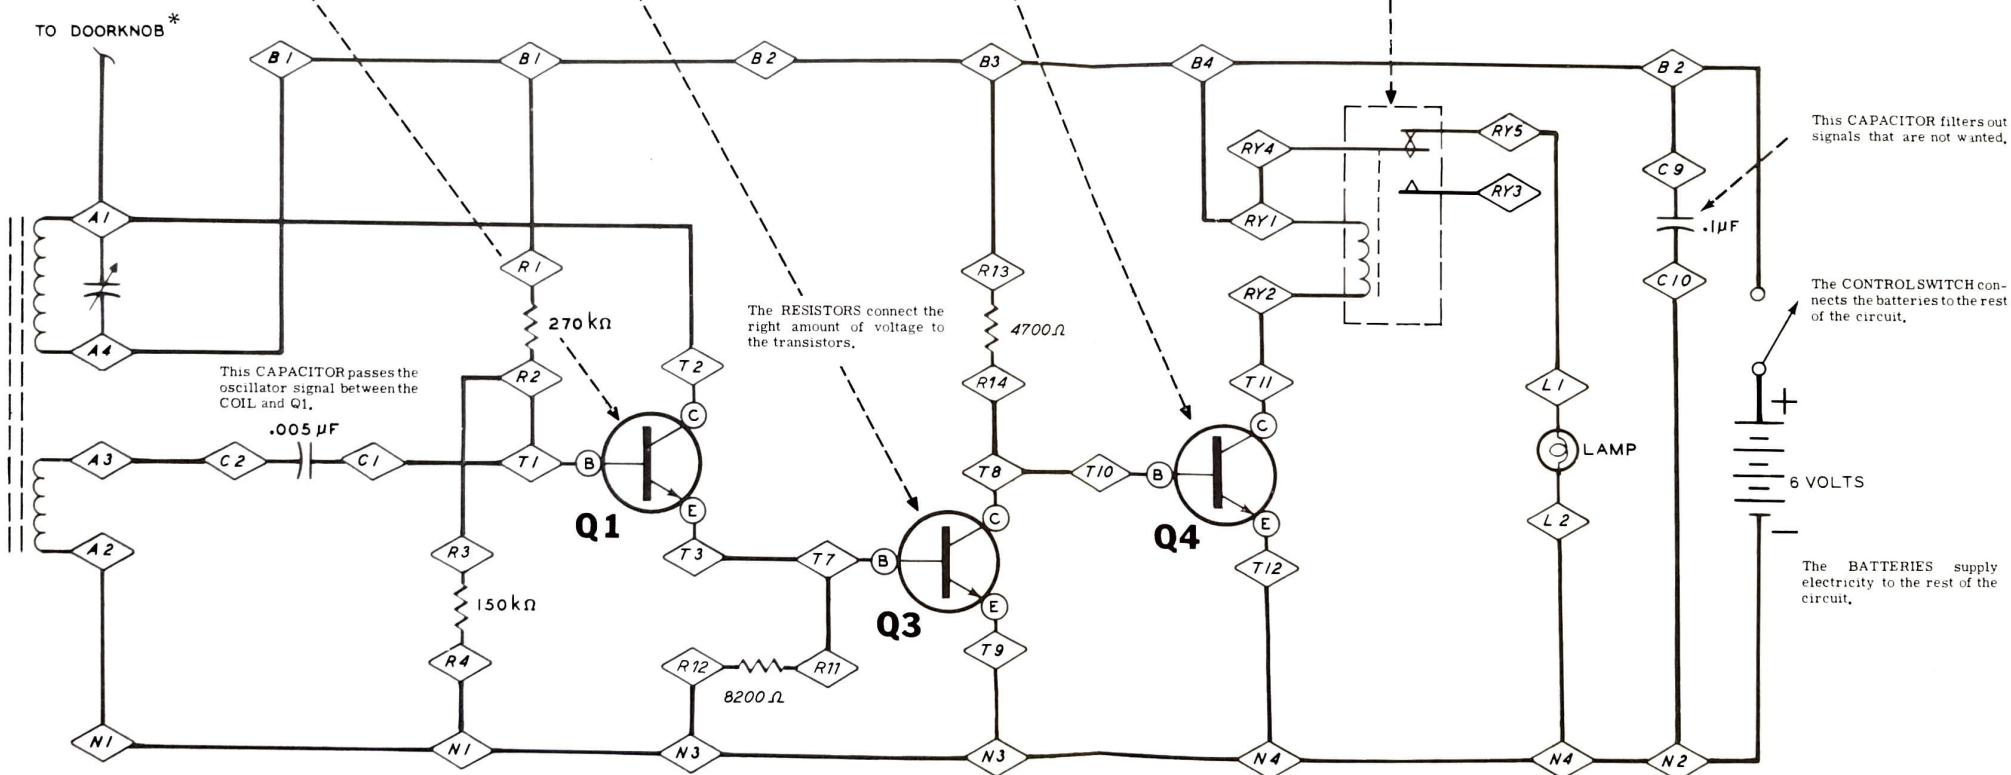 TO DOORKNOB*
B1
B1
B2
B3
B4
B2
This CAPACITOR filters out
signals that are not wanted.
RY4
RY5
C9
RY3
A1
RY1
.1µF
R1
R13
C10
RY2
The CONTROL SWITCH con-
nects the batteries to the rest
of the circuit.
270kΩ
The RESISTORS connect the
right amount of voltage to
the transistors.
4700Ω
A4
This CAPACITOR passes the
oscillator signal between the
COIL and Q1.
R2
T2
R14
T11
L1
+
.005µF
C
C
A3
C2
C1
T1
B
T8
T10
B
LAMP
6 VOLTS
E
Q1
C
E
Q4
L2
−
A2
R3
T3
T7
B
T12
The BATTERIES supply
electricity to the rest of the
circuit.
150kΩ
E
Q3
R4
R12
R11
T9
8200Ω
N1
N1
N3
N3
N4
N4
N2